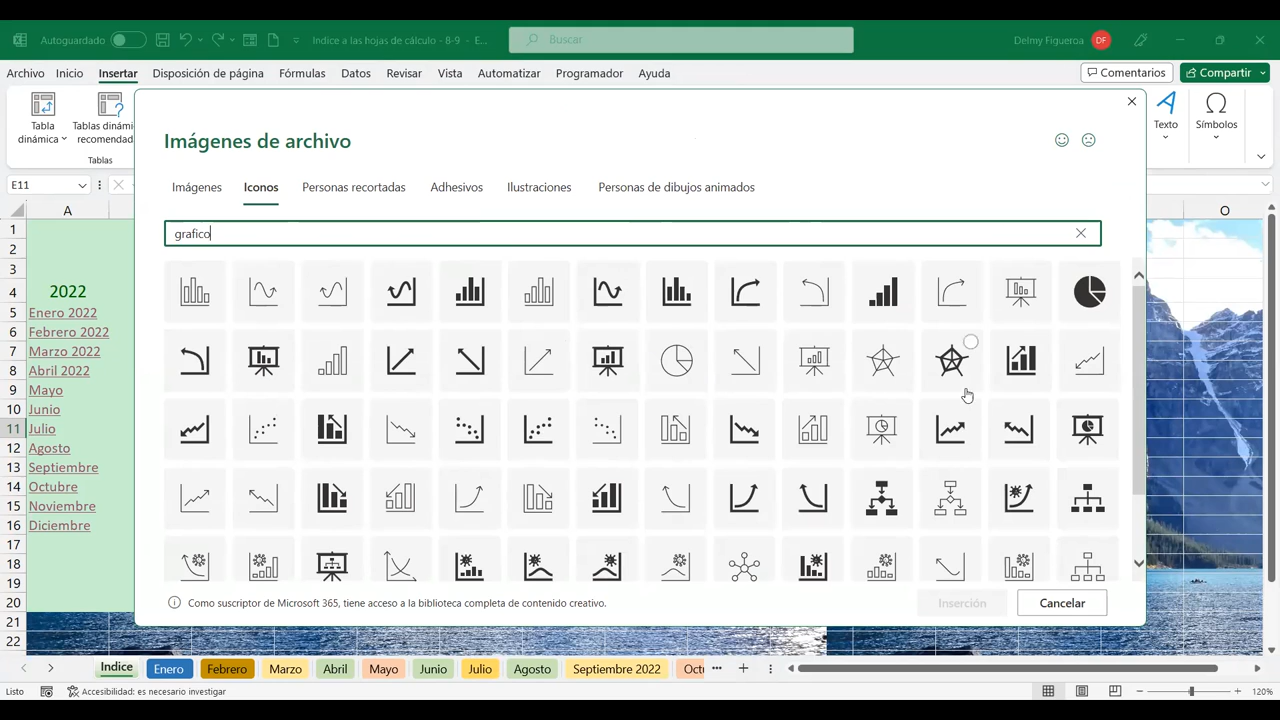 Autoguardado
Indice a las hojas de cálculo - 8-9 - E...
Buscar
Delmy Figueroa
DF
Archivo Inicio Insertar Disposición de página Fórmulas Datos Revisar Vista Automatizar Programador Ayuda
Comentarios
Compartir
Tabla
dinámica
Tablas dinámi
recomendad
Tablas
Texto
Símbolos
Imágenes de archivo
Imágenes Iconos Personas recortadas Adhesivos Ilustraciones Personas de dibujos animados
grafico
Como suscriptor de Microsoft 365, tiene acceso a la biblioteca completa de contenido creativo.
Inserción
Cancelar
E11
A
O
1
2
3
4 2022
5 Enero 2022
6 Febrero 2022
7 Marzo 2022
8 Abril 2022
9 Mayo
10 Junio
11 Julio
12 Agosto
13 Septiembre
14 Octubre
15 Noviembre
16 Diciembre
17
18
19
20
21
22
Indice Enero Febrero Marzo Abril Mayo Junio Julio Agosto Septiembre 2022 Octu ...
Listo
Accesibilidad: es necesario investigar
120%